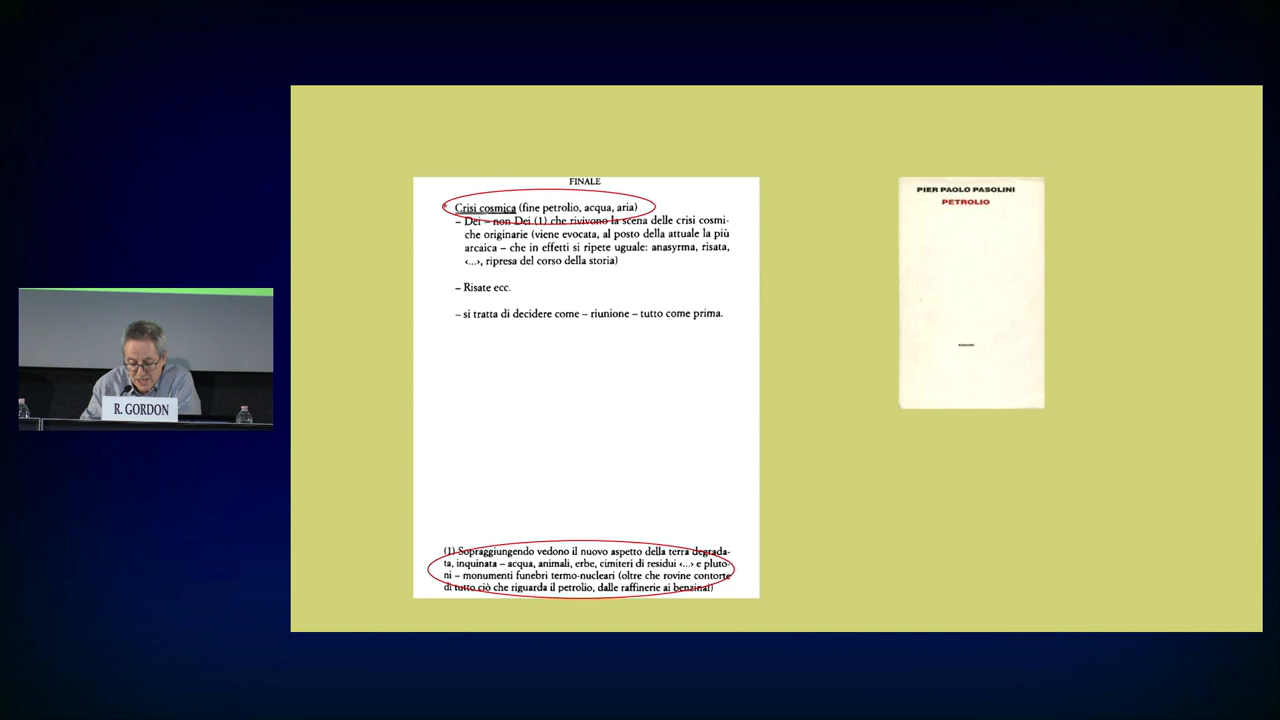 FINALE
* Crisi cosmica (fine petrolio, acqua, aria)
– Dei – non Dei (1) che rivivono la scena delle crisi cosmi-
che originarie (viene evocata, al posto della attuale la più
arcaica – che in effetti si ripete uguale: anasyrma, risata,
‹...›, ripresa del corso della storia)
– Risate ecc.
– si tratta di decidere come – riunione – tutto come prima.
(1) Sopraggiungendo vedono il nuovo aspetto della terra degrada-
ta, inquinata – acqua, animali, erbe, cimiteri di residui ‹...› e pluto-
ni – monumenti funebri termo-nucleari (oltre che rovine contorte
di tutto ciò che riguarda il petrolio, dalle raffinerie ai benzinai)
PIER PAOLO PASOLINI
PETROLIO
EINAUDI
R. GORDON